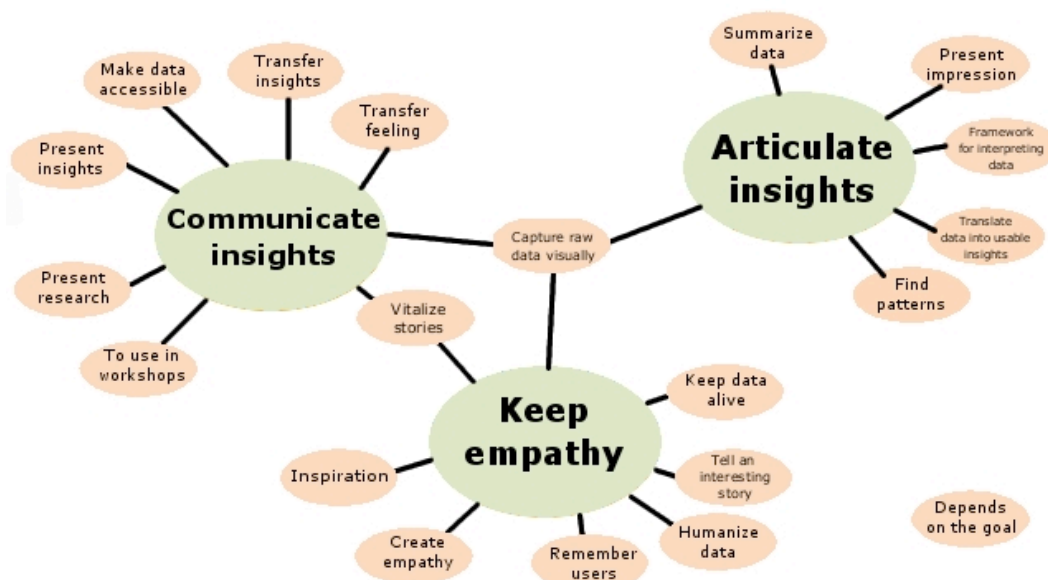 Summarize
data
Present
impression
Make data
accessible
Transfer
insights
Transfer
feeling
Present
insights
Articulate
insights
Framework
for interpreting
data
Communicate
insights
Capture raw
data visually
Translate
data into usable
insights
Present
research
Find
patterns
Vitalize
stories
To use in
workshops
Keep
empathy
Keep data
alive
Inspiration
Tell an
interesting
story
Create
empathy
Remember
users
Humanize
data
Depends
on the goal